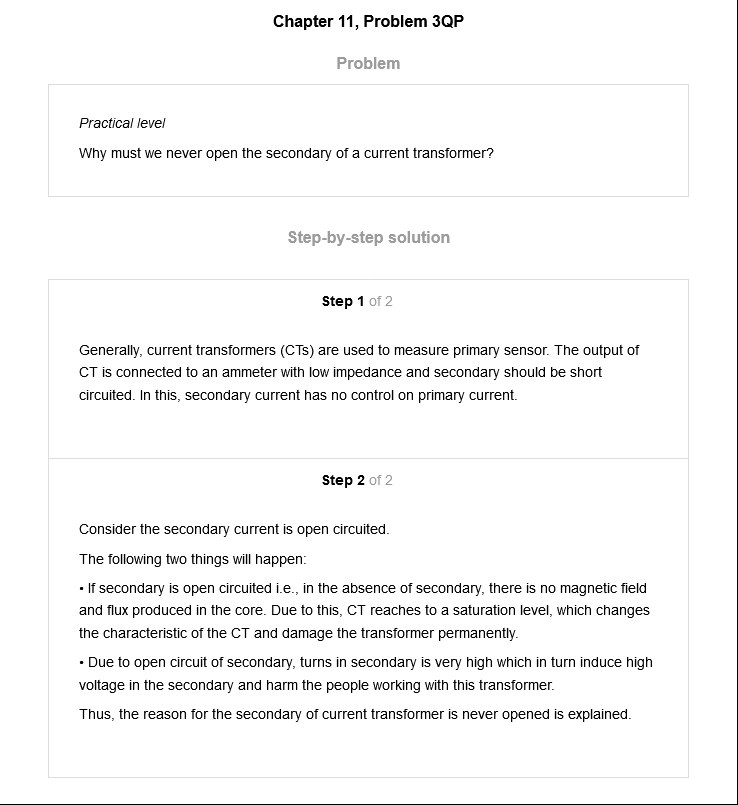 Chapter 11, Problem 3QP
Problem
Practical level
Why must we never open the secondary of a current transformer?
Step-by-step solution
Step 1 of 2
Generally, current transformers (CTs) are used to measure primary sensor. The output of
CT is connected to an ammeter with low impedance and secondary should be short
circuited. In this, secondary current has no control on primary current.
Step 2 of 2
Consider the secondary current is open circuited.
The following two things will happen:
• If secondary is open circuited i.e., in the absence of secondary, there is no magnetic field
and flux produced in the core. Due to this, CT reaches to a saturation level, which changes
the characteristic of the CT and damage the transformer permanently.
• Due to open circuit of secondary, turns in secondary is very high which in turn induce high
voltage in the secondary and harm the people working with this transformer.
Thus, the reason for the secondary of current transformer is never opened is explained.